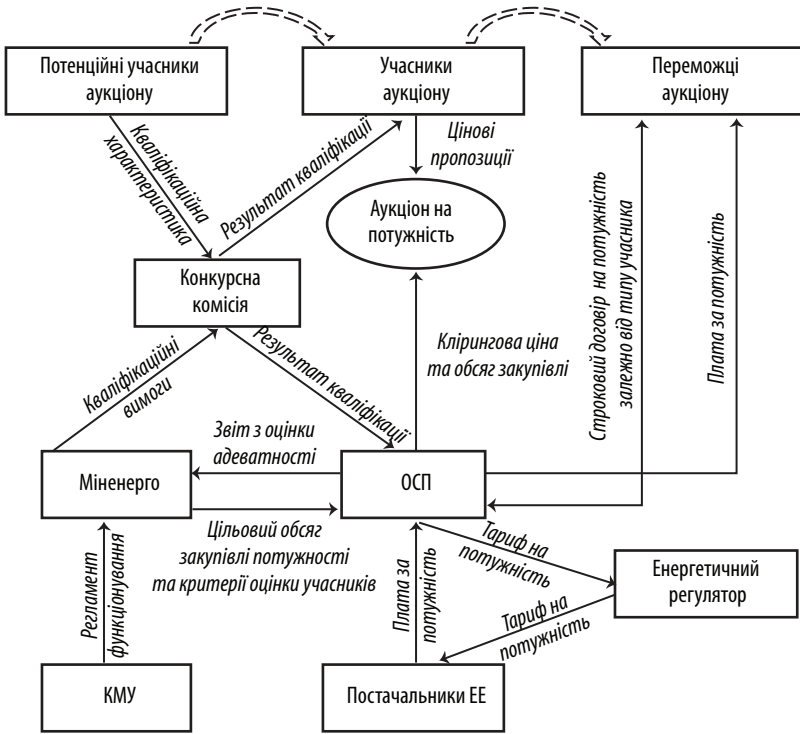 Потенційні учасники
аукціону
Учасники
аукціону
Переможці
аукціону
Кваліфікаційна
характеристика
Результат кваліфікації
Цінові
пропозиції
Аукціон на
потужність
Конкурсна
комісія
Кваліфікаційні
вимоги
Результат кваліфікації
Клірингова ціна
та обсяг закупівлі
Строковий договір на потужність
залежно від типу учасника
Плата за потужність
Звіт з оцінки
адеватності
Міненерго
ОСП
Цільовий обсяг
закупівлі потужності
та критерії оцінки учасників
Регламент
функціонування
Плата за
потужність
Тариф на
потужність
Енергетичний
регулятор
Тариф на
потужність
КМУ
Постачальники ЕЕ